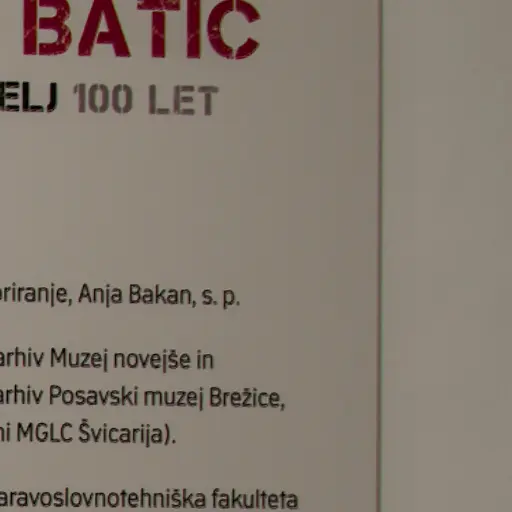 BATIC
ELJ 100 LET
riranje, Anja Bakan, s. p.
arhiv Muzej novejše in
arhiv Posavski muzej Brežice,
ni MGLC Švicarija).
aravoslovnotehniška fakulteta